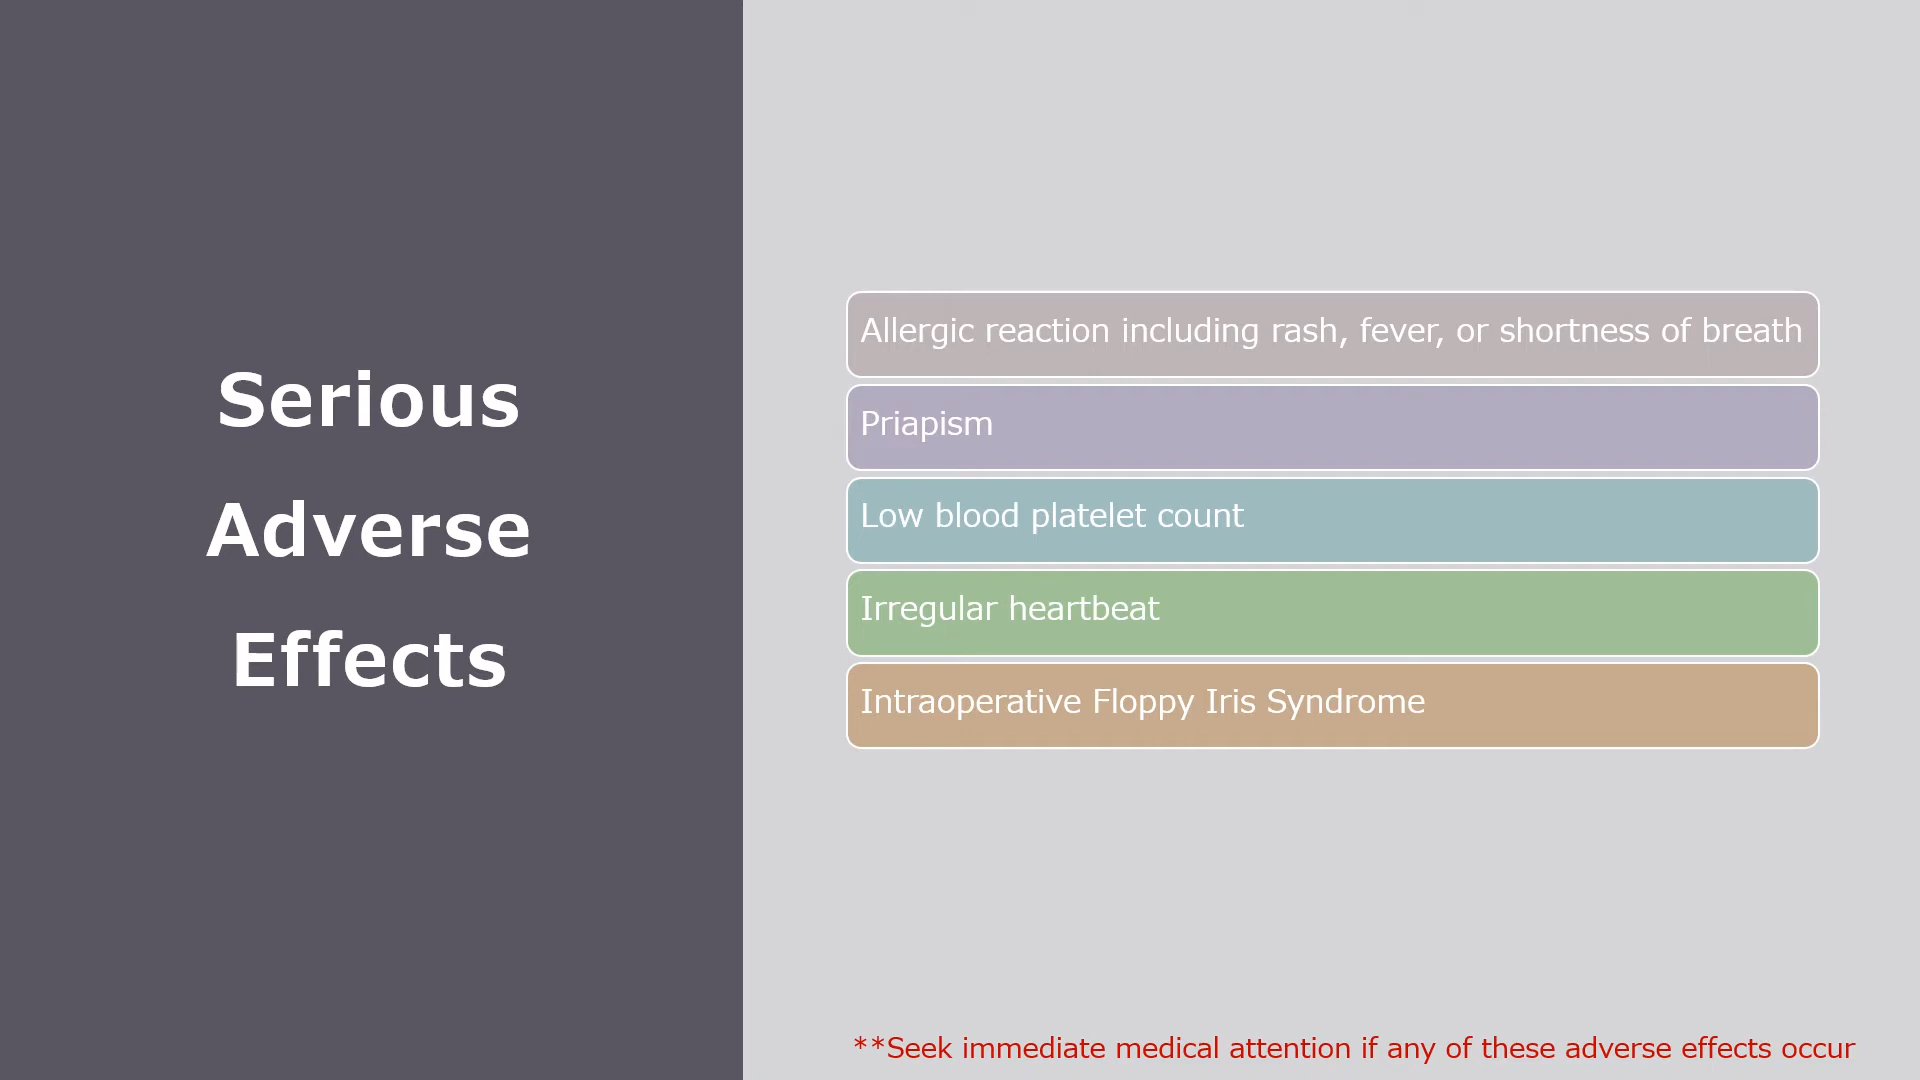 Serious
Adverse
Effects
Allergic reaction including rash, fever, or shortness of breath
Priapism
Low blood platelet count
Irregular heartbeat
Intraoperative Floppy Iris Syndrome
**Seek immediate medical attention if any of these adverse effects occur